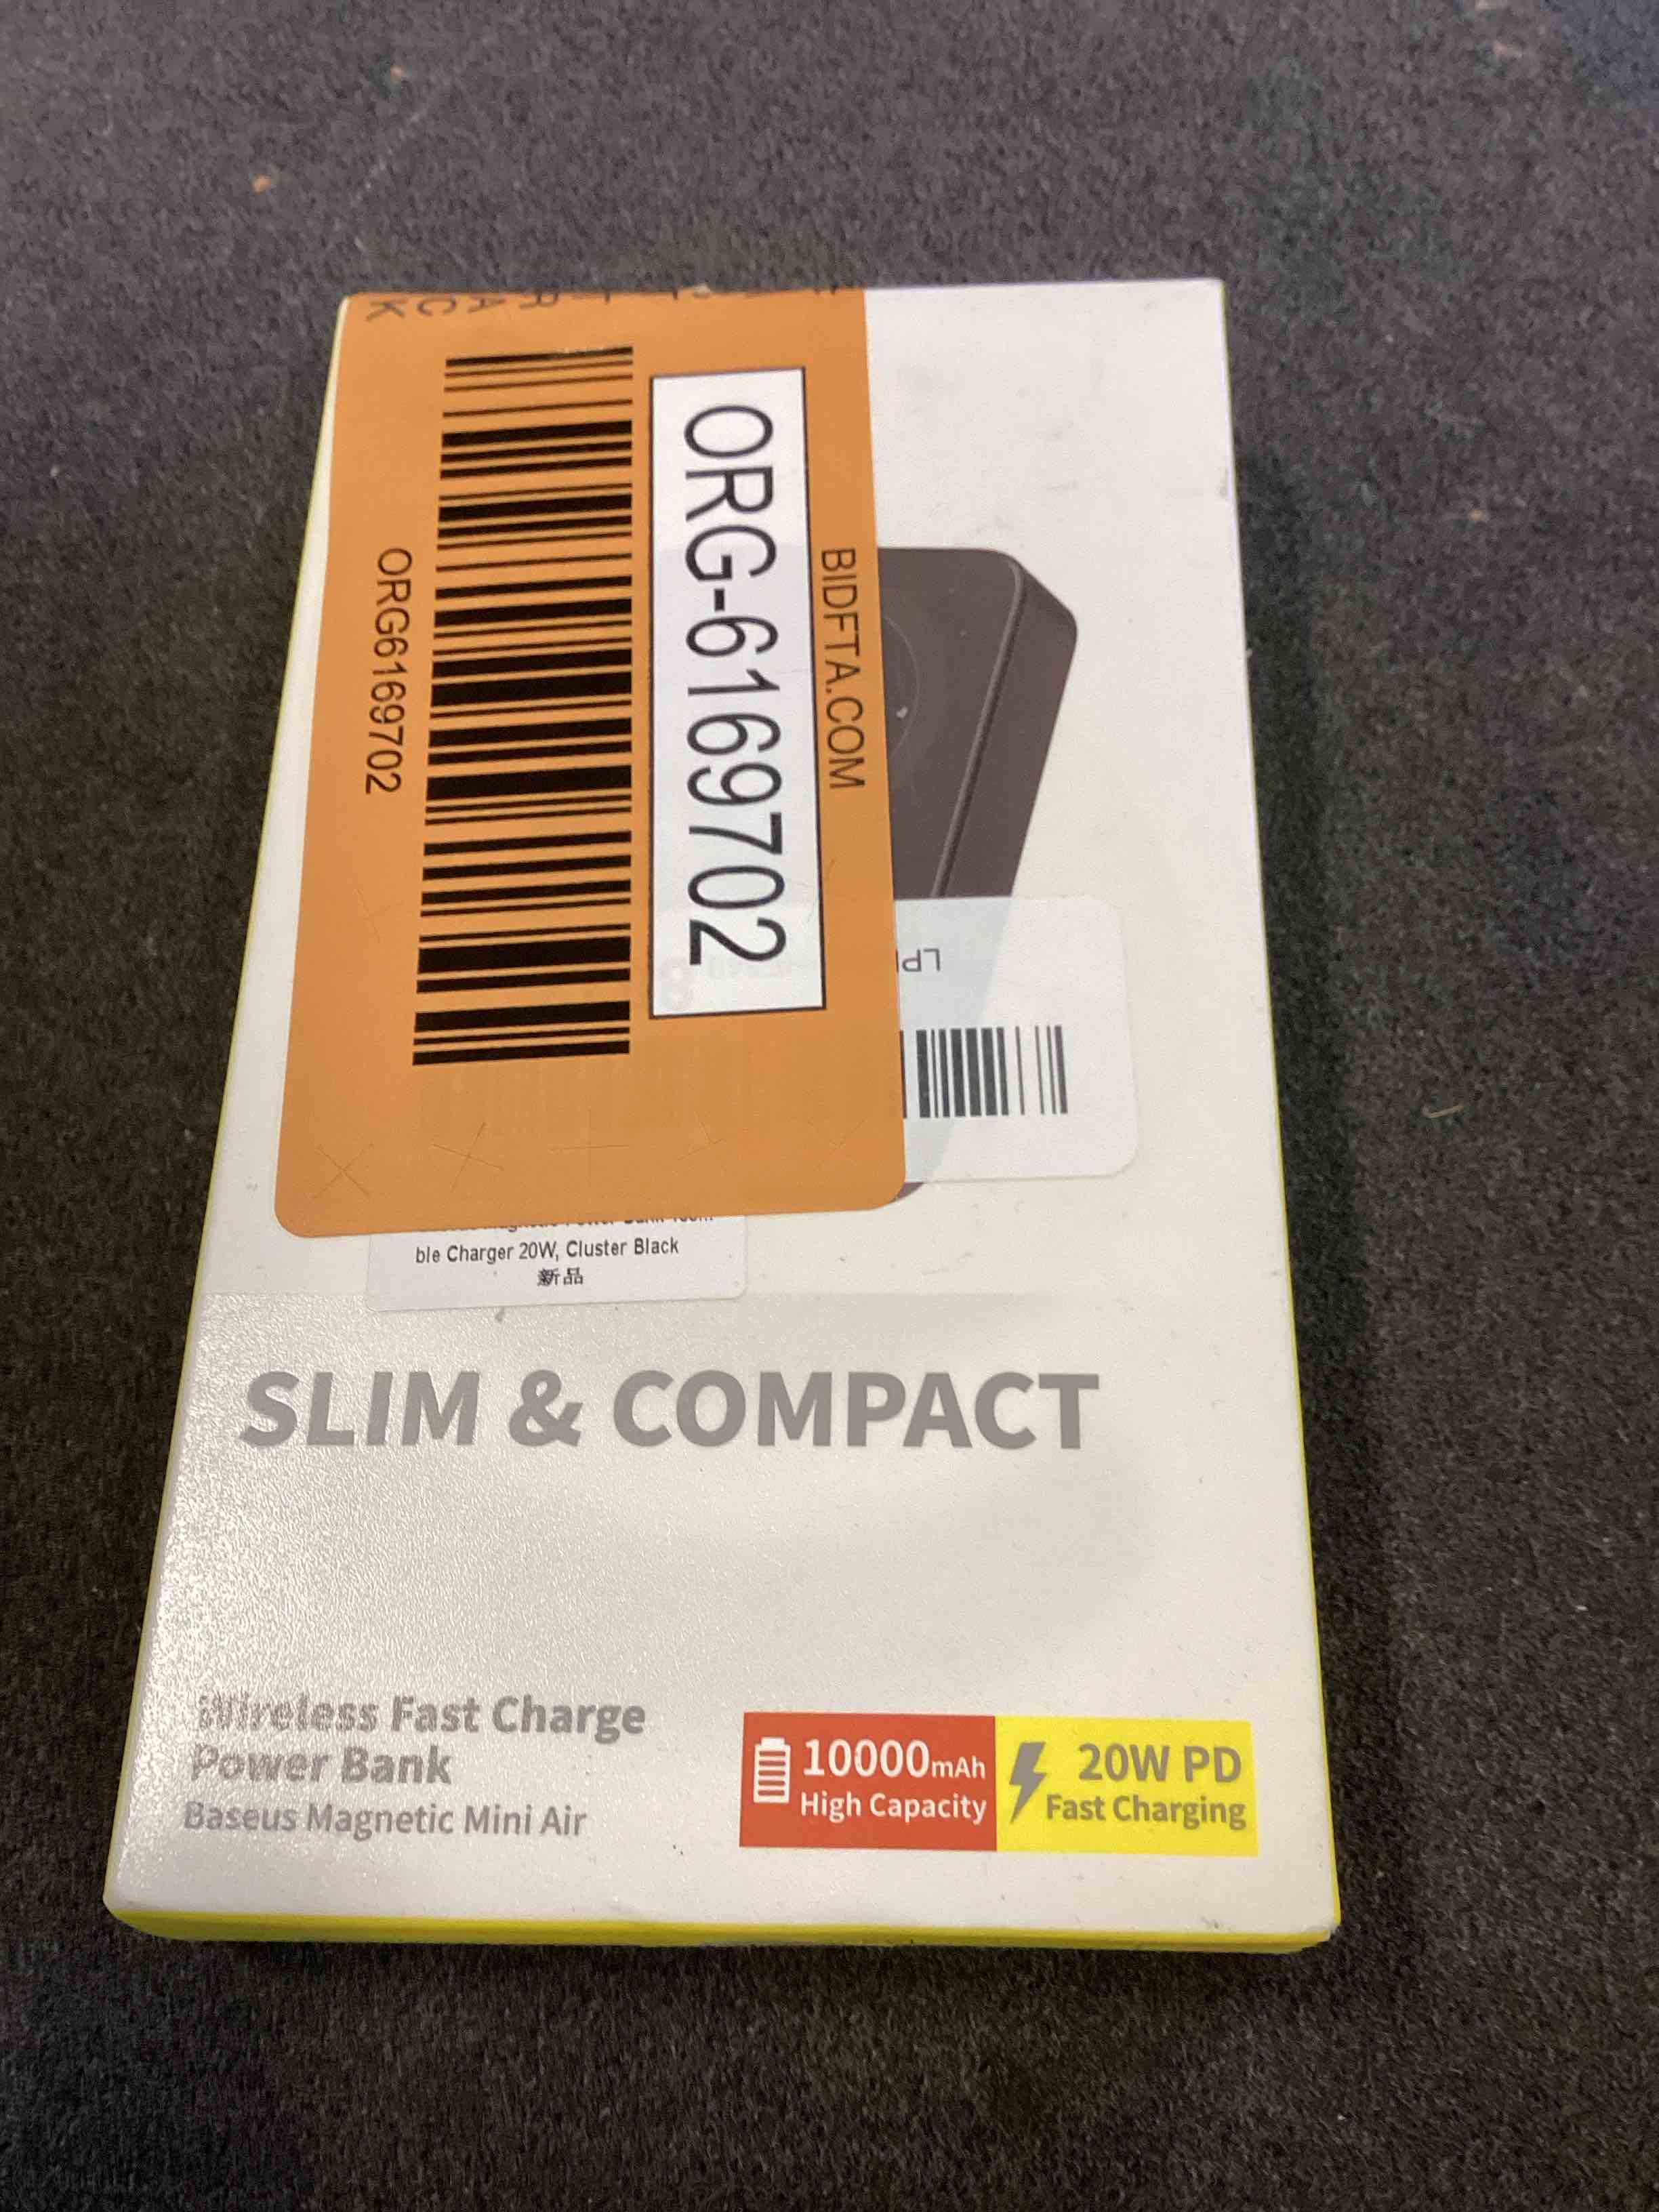 BIDFTA.COM
ORG-6169702
ORG6169702
LP
ble Charger 20W, Cluster Black
新品
SLIM & COMPACT
Wireless Fast Charge
Power Bank
Baseus Magnetic Mini Air
10000mAh
High Capacity
20W PD
Fast Charging